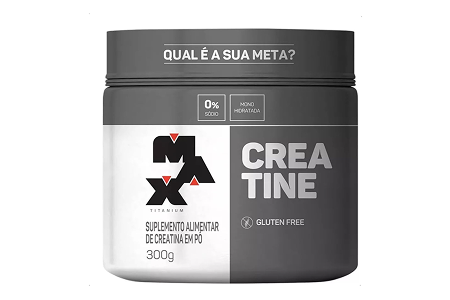 QUAL É A SUA META?
0%
SÓDIO
MONO
HIDRATADA
MAX
TITANIUM
CREA
TINE
SUPLEMENTO ALIMENTAR
DE CREATINA EM PÓ
300g
GLUTEN FREE